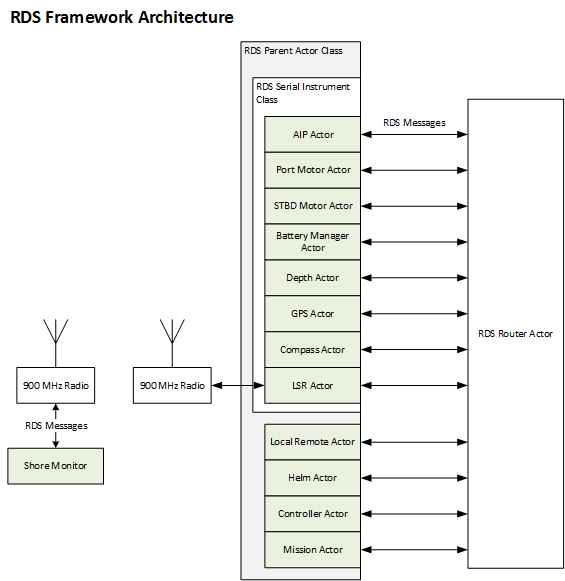 RDS Framework Architecture
RDS Parent Actor Class
RDS Serial Instrument
Class
AIP Actor
RDS Messages
Port Motor Actor
STBD Motor Actor
Battery Manager
Actor
Depth Actor
GPS Actor
RDS Router Actor
Compass Actor
900 MHz Radio
900 MHz Radio
LSR Actor
RDS Messages
Shore Monitor
Local Remote Actor
Helm Actor
Controller Actor
Mission Actor